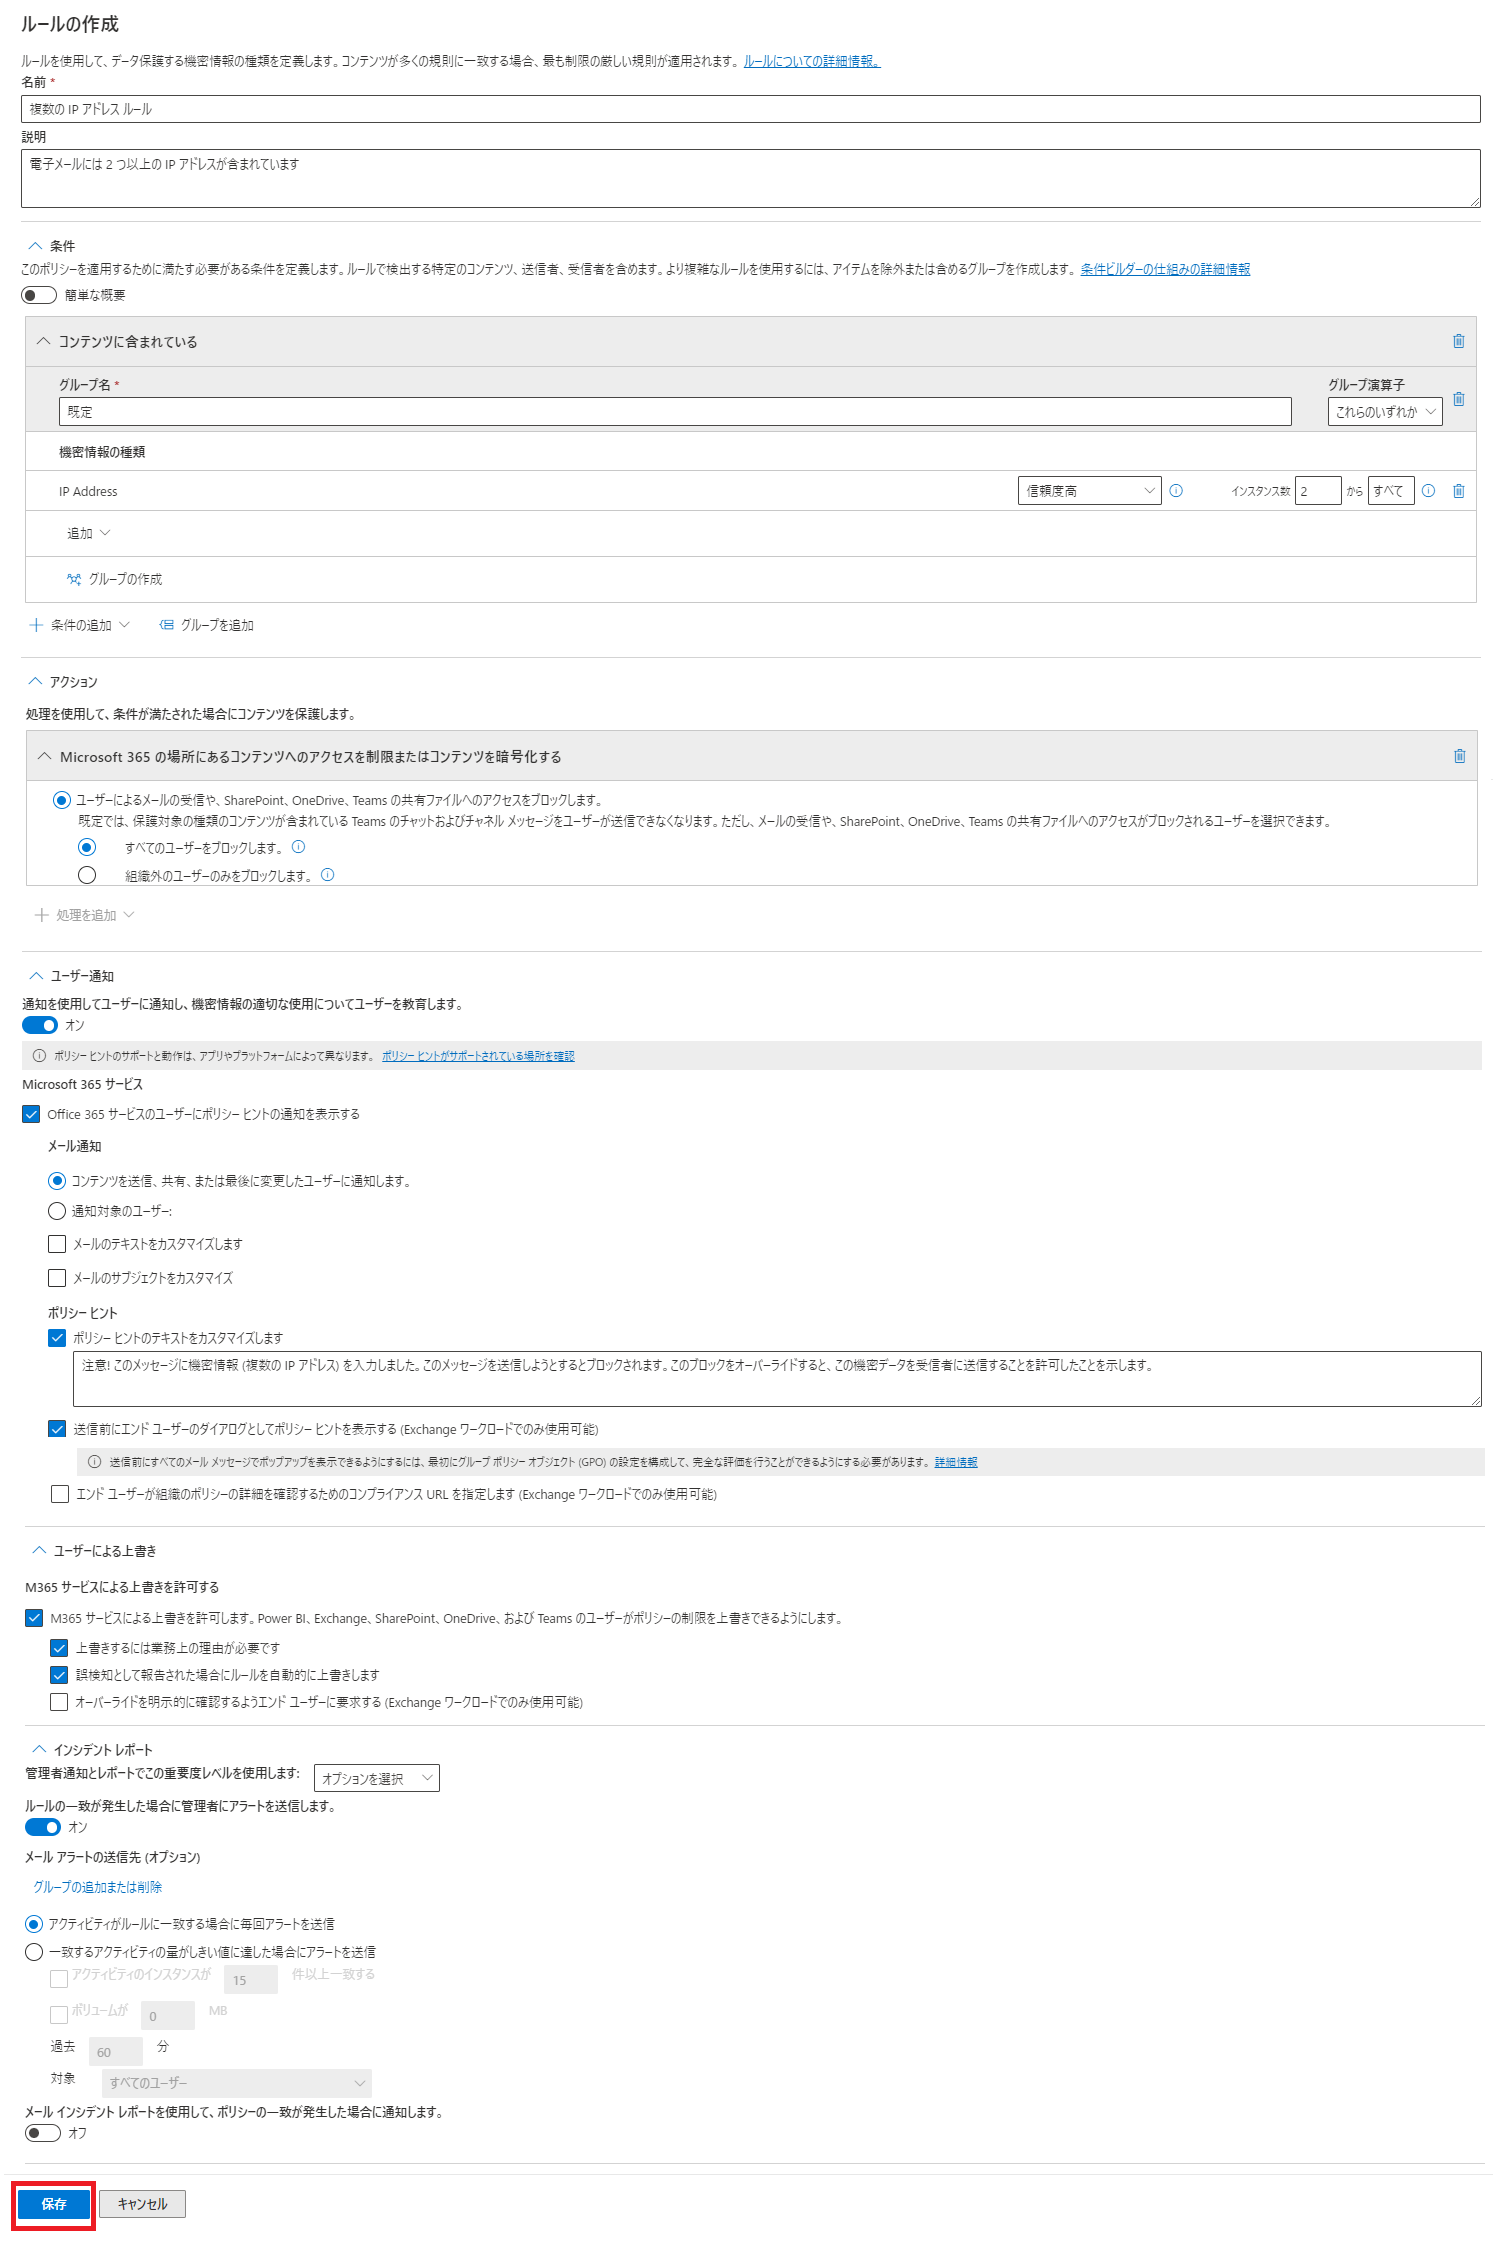 ルールの作成
ルールを使用して、データ保護する機密情報の種類を定義します。コンテンツが多くの規則に一致する場合、最も制限の厳しい規則が適用されます。 ルールについての詳細情報。
名前 *
複数の IP アドレス ルール
説明
電子メールには 2 つ以上の IP アドレスが含まれています
条件
このポリシーを適用するために満たす必要がある条件を定義します。ルールで検出する特定のコンテンツ、送信者、受信者を含めます。より複雑なルールを使用するには、アイテムを除外または含めるグループを作成します。 条件ビルダーの仕組みの詳細情報
簡単な概要
コンテンツに含まれている
グループ名 * グループ演算子
既定 これらのいずれか
機密情報の種類
IP Address 信頼度高 インスタンス数 2 から すべて
追加
グループの作成
条件の追加 グループを追加
アクション
処理を使用して、条件が満たされた場合にコンテンツを保護します。
Microsoft 365 の場所にあるコンテンツへのアクセスを制限またはコンテンツを暗号化する
ユーザーによるメールの受信や、SharePoint、OneDrive、Teams の共有ファイルへのアクセスをブロックします。
既定では、保護対象の種類のコンテンツが含まれている Teams のチャットおよびチャネル メッセージをユーザーが送信できなくなります。ただし、メールの受信や、SharePoint、OneDrive、Teams の共有ファイルへのアクセスがブロックされるユーザーを選択できます。
すべてのユーザーをブロックします。
組織外のユーザーのみをブロックします。
処理を追加
ユーザー通知
通知を使用してユーザーに通知し、機密情報の適切な使用についてユーザーを教育します。
オン
ポリシー ヒントのサポートと動作は、アプリやプラットフォームによって異なります。 ポリシー ヒントがサポートされている場所を確認
Microsoft 365 サービス
Office 365 サービスのユーザーにポリシー ヒントの通知を表示する
メール通知
コンテンツを送信、共有、または最後に変更したユーザーに通知します。
通知対象のユーザー:
メールのテキストをカスタマイズします
メールのサブジェクトをカスタマイズ
ポリシー ヒント
ポリシー ヒントのテキストをカスタマイズします
注意! このメッセージに機密情報 (複数の IP アドレス) を入力しました。このメッセージを送信しようとするとブロックされます。このブロックをオーバーライドすると、この機密データを受信者に送信することを許可したことを示します。
送信前にエンド ユーザーのダイアログとしてポリシー ヒントを表示する (Exchange ワークロードでのみ使用可能)
送信前にすべてのメール メッセージでポップアップを表示できるようにするには、最初にグループ ポリシー オブジェクト (GPO) の設定を構成して、完全な評価を行うことができるようにする必要があります。 詳細情報
エンド ユーザーが組織のポリシーの詳細を確認するためのコンプライアンス URL を指定します (Exchange ワークロードでのみ使用可能)
ユーザーによる上書き
M365 サービスによる上書きを許可する
M365 サービスによる上書きを許可します。Power BI、Exchange、SharePoint、OneDrive、および Teams のユーザーがポリシーの制限を上書きできるようにします。
上書きするには業務上の理由が必要です
誤検知として報告された場合にルールを自動的に上書きします
オーバーライドを明示的に確認するようエンド ユーザーに要求する (Exchange ワークロードでのみ使用可能)
インシデント レポート
管理者通知とレポートでこの重要度レベルを使用します: オプションを選択
ルールの一致が発生した場合に管理者にアラートを送信します。
オン
メール アラートの送信先 (オプション)
グループの追加または削除
アクティビティがルールに一致する場合に毎回アラートを送信
一致するアクティビティの量がしきい値に達した場合にアラートを送信
アクティビティのインスタンスが 15 件以上一致する
ボリュームが 0 MB
過去 60 分
対象 すべてのユーザー
メール インシデント レポートを使用して、ポリシーの一致が発生した場合に通知します。
オフ
保存 キャンセル